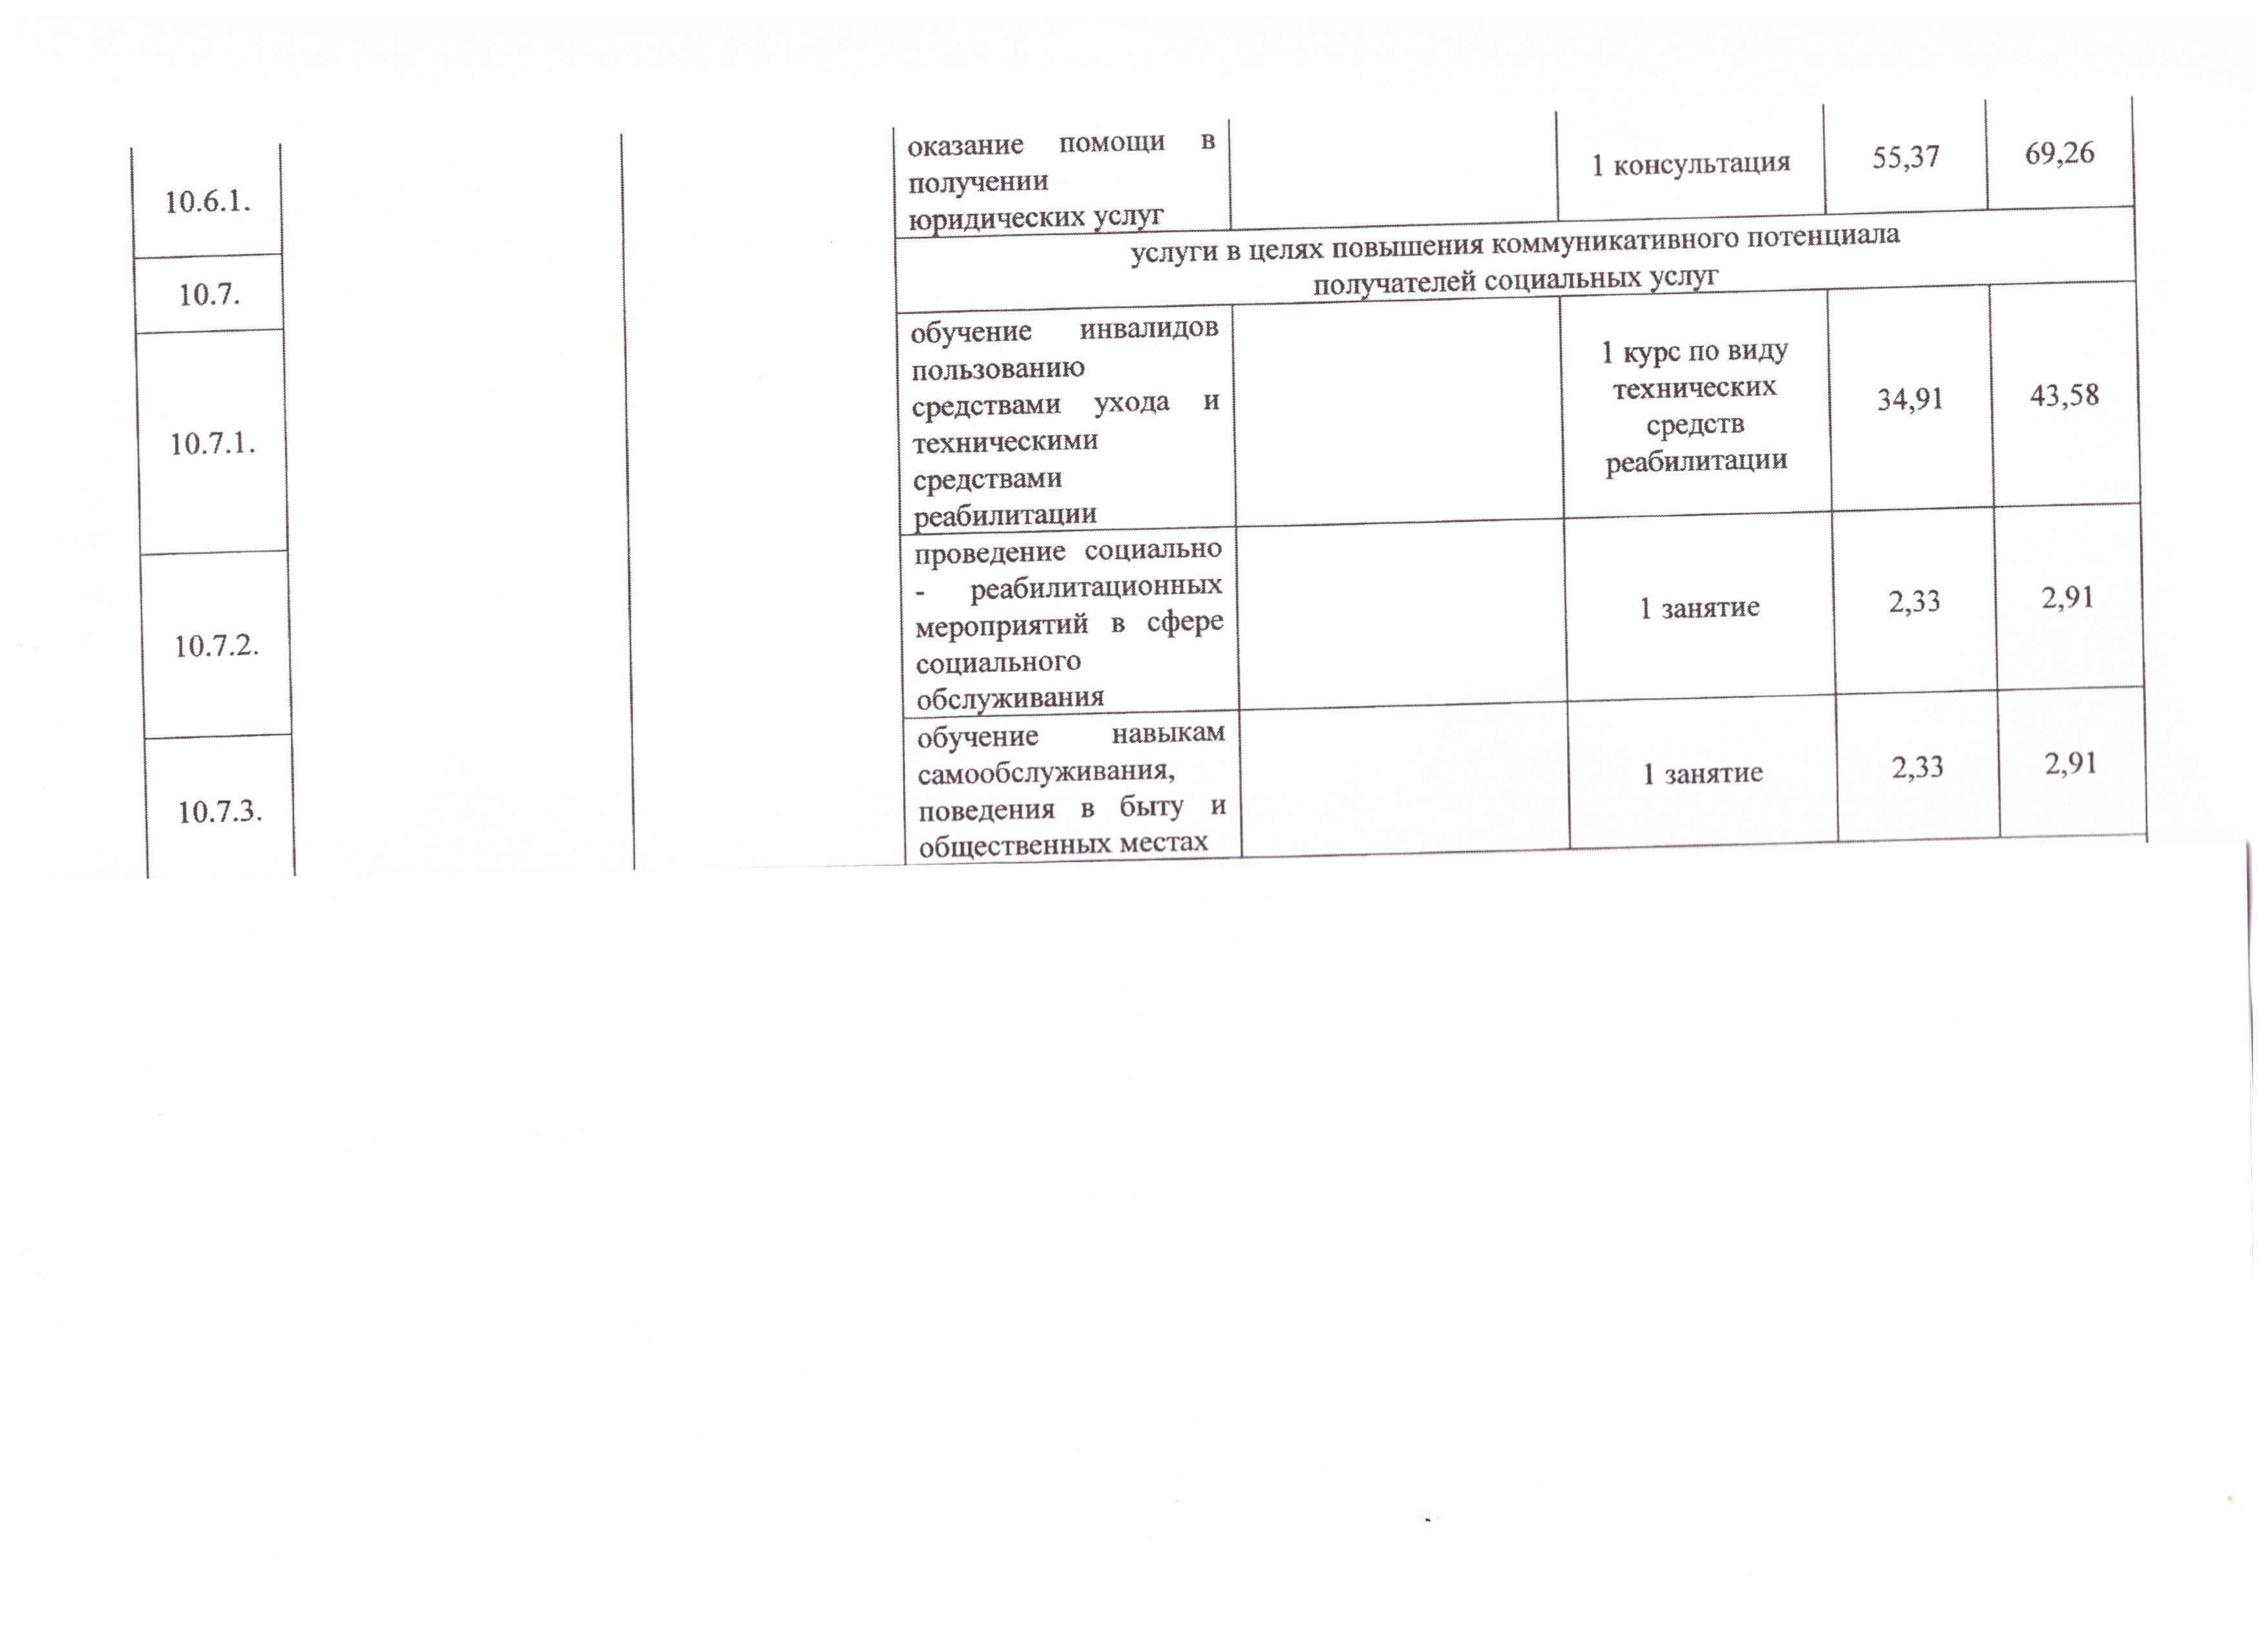 10.6.1.
оказание помощи в
получении
юридических услуг
1 консультация
55,37
69,26
10.7.
услуги в целях повышения коммуникативного потенциала
получателей социальных услуг
10.7.1.
обучение инвалидов
пользованию
средствами ухода и
техническими
средствами
реабилитации
1 курс по виду
технических
средств
реабилитации
34,91
43,58
10.7.2.
проведение социально
- реабилитационных
мероприятий в сфере
социального
обслуживания
1 занятие
2,33
2,91
10.7.3.
обучение навыкам
самообслуживания,
поведения в быту и
общественных местах
1 занятие
2,33
2,91